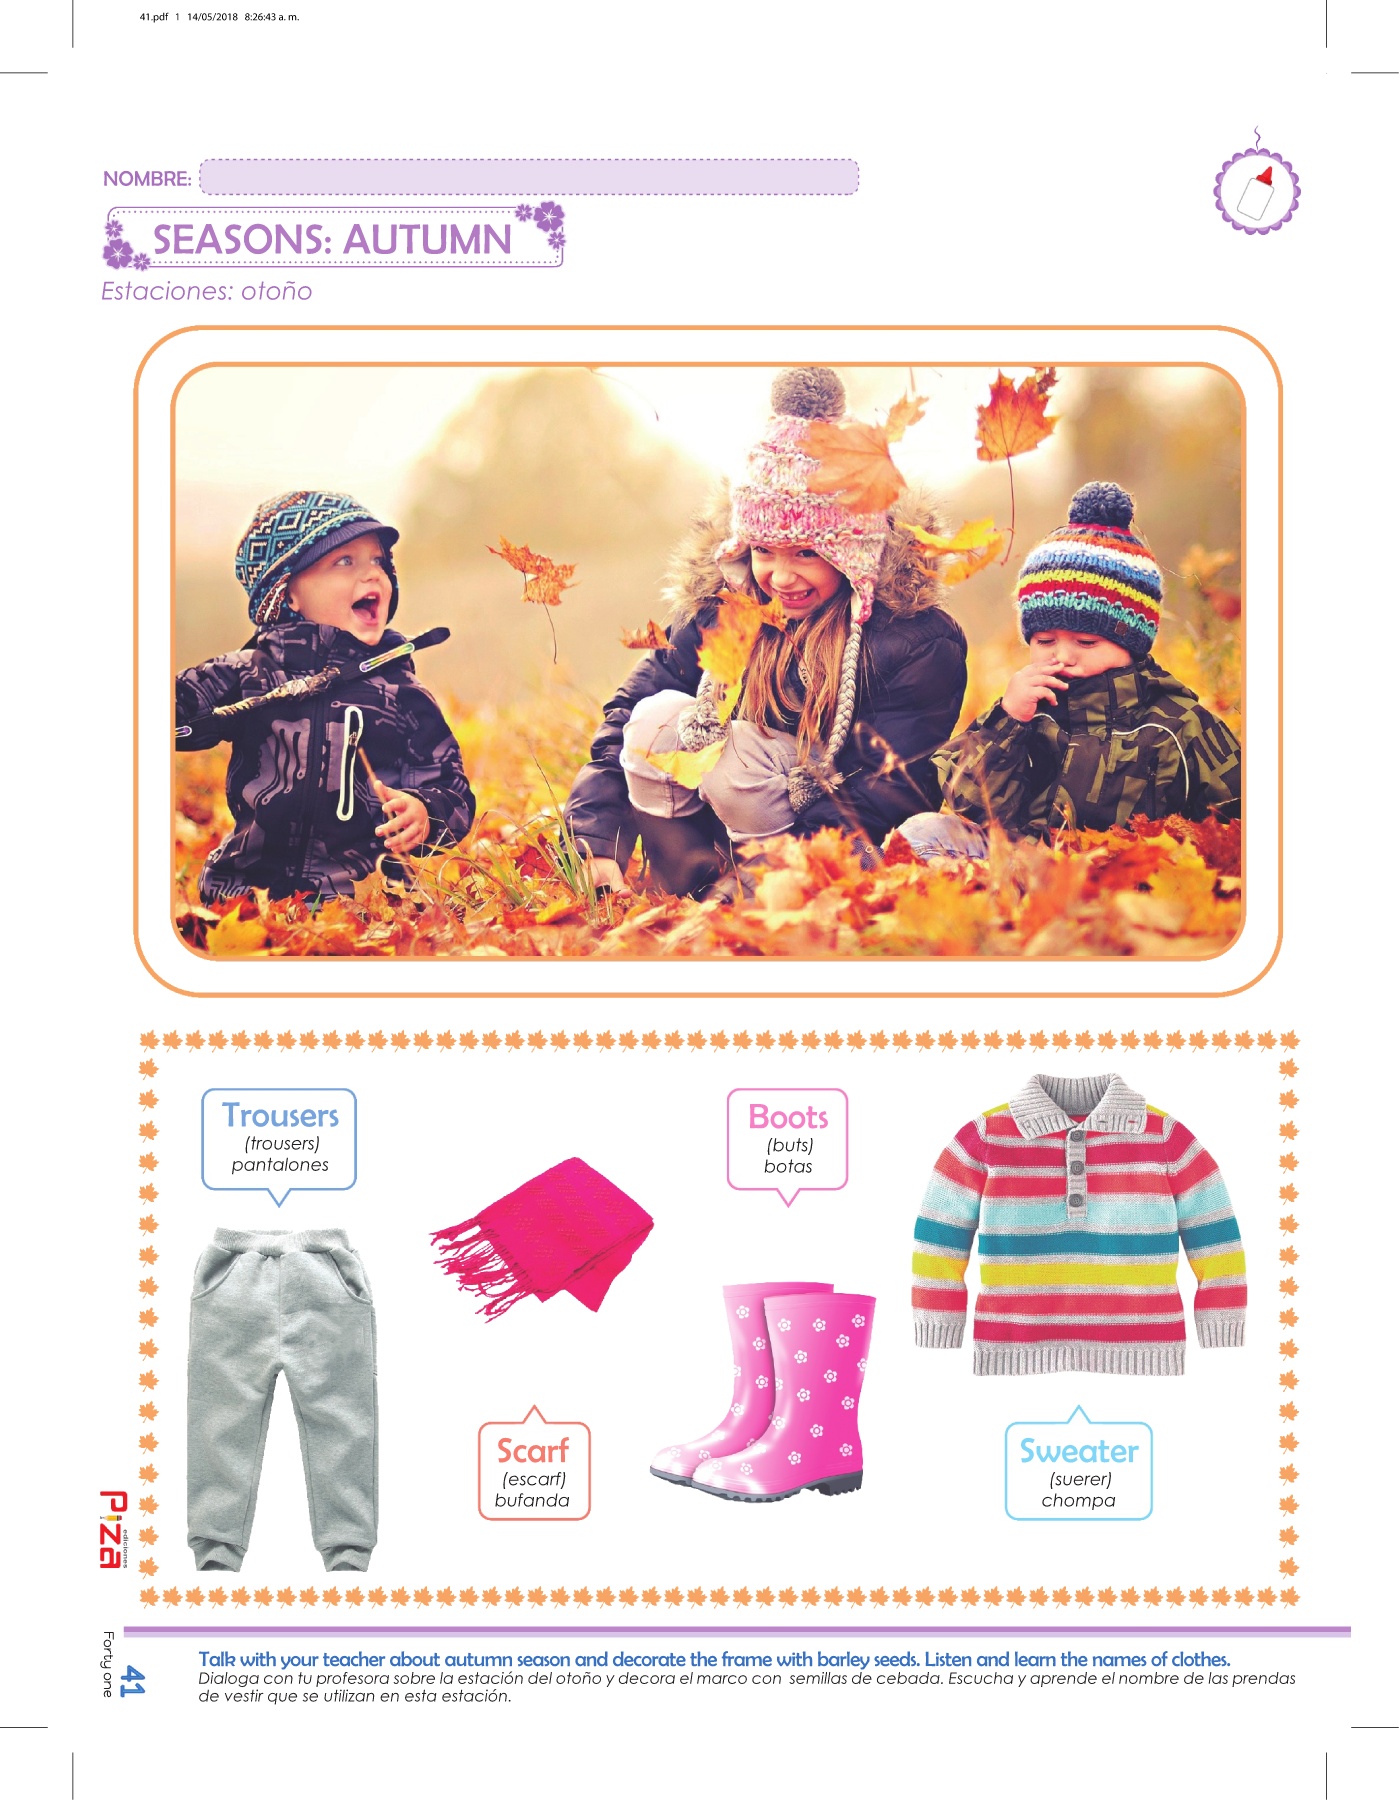 41.pdf 1 14/05/2018 8:26:43 a. m.
NOMBRE:
SEASONS: AUTUMN
Estaciones: otoño
Trousers
(trousers)
pantalones
Boots
(buts)
botas
Scarf
(escarf)
bufanda
Sweater
(suerer)
chompa
Piza
ediciones
Forty one
41
Talk with your teacher about autumn season and decorate the frame with barley seeds. Listen and learn the names of clothes.
Dialoga con tu profesora sobre la estación del otoño y decora el marco con semillas de cebada. Escucha y aprende el nombre de las prendas
de vestir que se utilizan en esta estación.